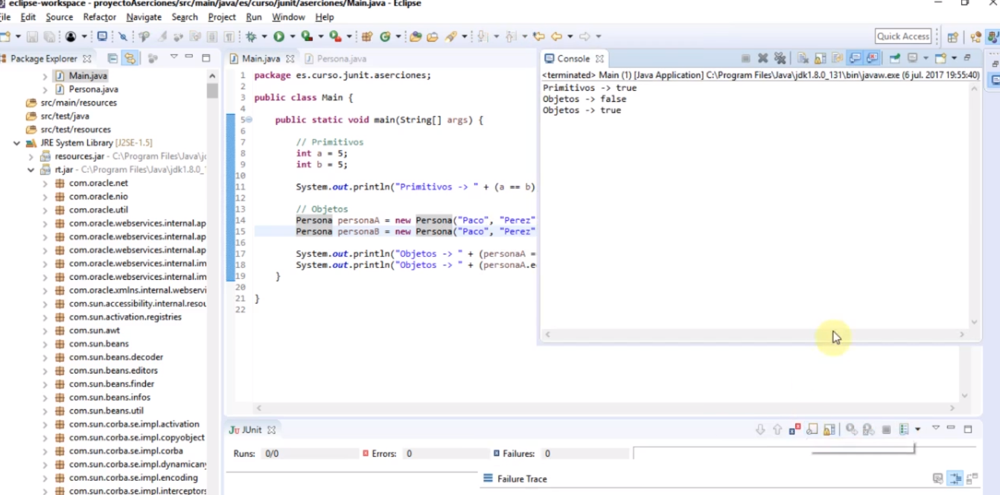 eclipse-workspace - proyectoAserciones/src/main/java/es/curso/junit/aserciones/Main.java - Eclipse
File Edit Source Refactor Navigate Search Project Run Window Help
Quick Access
Package Explorer
Main.java
Persona.java
src/main/resources
src/test/java
src/test/resources
JRE System Library [J2SE-1.5]
resources.jar - C:\Program Files\Java\jc
rt.jar - C:\Program Files\Java\jdk1.8.0_1
com.oracle.net
com.oracle.nio
com.oracle.util
com.oracle.webservices.internal.ap
com.oracle.webservices.internal.ap
com.oracle.webservices.internal.ap
com.oracle.webservices.internal.im
com.oracle.webservices.internal.im
com.oracle.xmlns.internal.webservi
com.sun.accessibility.internal.resou
com.sun.activation.registries
com.sun.awt
com.sun.beans
com.sun.beans.decoder
com.sun.beans.editors
com.sun.beans.finder
com.sun.beans.infos
com.sun.beans.util
com.sun.corba.se.impl.activation
com.sun.corba.se.impl.copyobject
com.sun.corba.se.impl.corba
com.sun.corba.se.impl.dynamicany
com.sun.corba.se.impl.encoding
com.sun.corba.se.impl.interceptors
Main.java Persona.java
1 package es.curso.junit.aserciones;
2
3 public class Main {
4
5 public static void main(String[] args) {
6
7 // Primitivos
8 int a = 5;
9 int b = 5;
10
11 System.out.println("Primitivos -> " + (a == b)
12
13 // Objetos
14 Persona personaA = new Persona("Paco", "Perez"
15 Persona personaB = new Persona("Paco", "Perez"
16
17 System.out.println("Objetos -> " + (personaA =
18 System.out.println("Objetos -> " + (personaA.e
19 }
20
21 }
22
Console
<terminated> Main (1) [Java Application] C:\Program Files\Java\jdk1.8.0_131\bin\javaw.exe (6 jul. 2017 19:55:40)
Primitivos -> true
Objetos -> false
Objetos -> true
JUnit
Runs: 0/0 Errors: 0 Failures: 0
Failure Trace